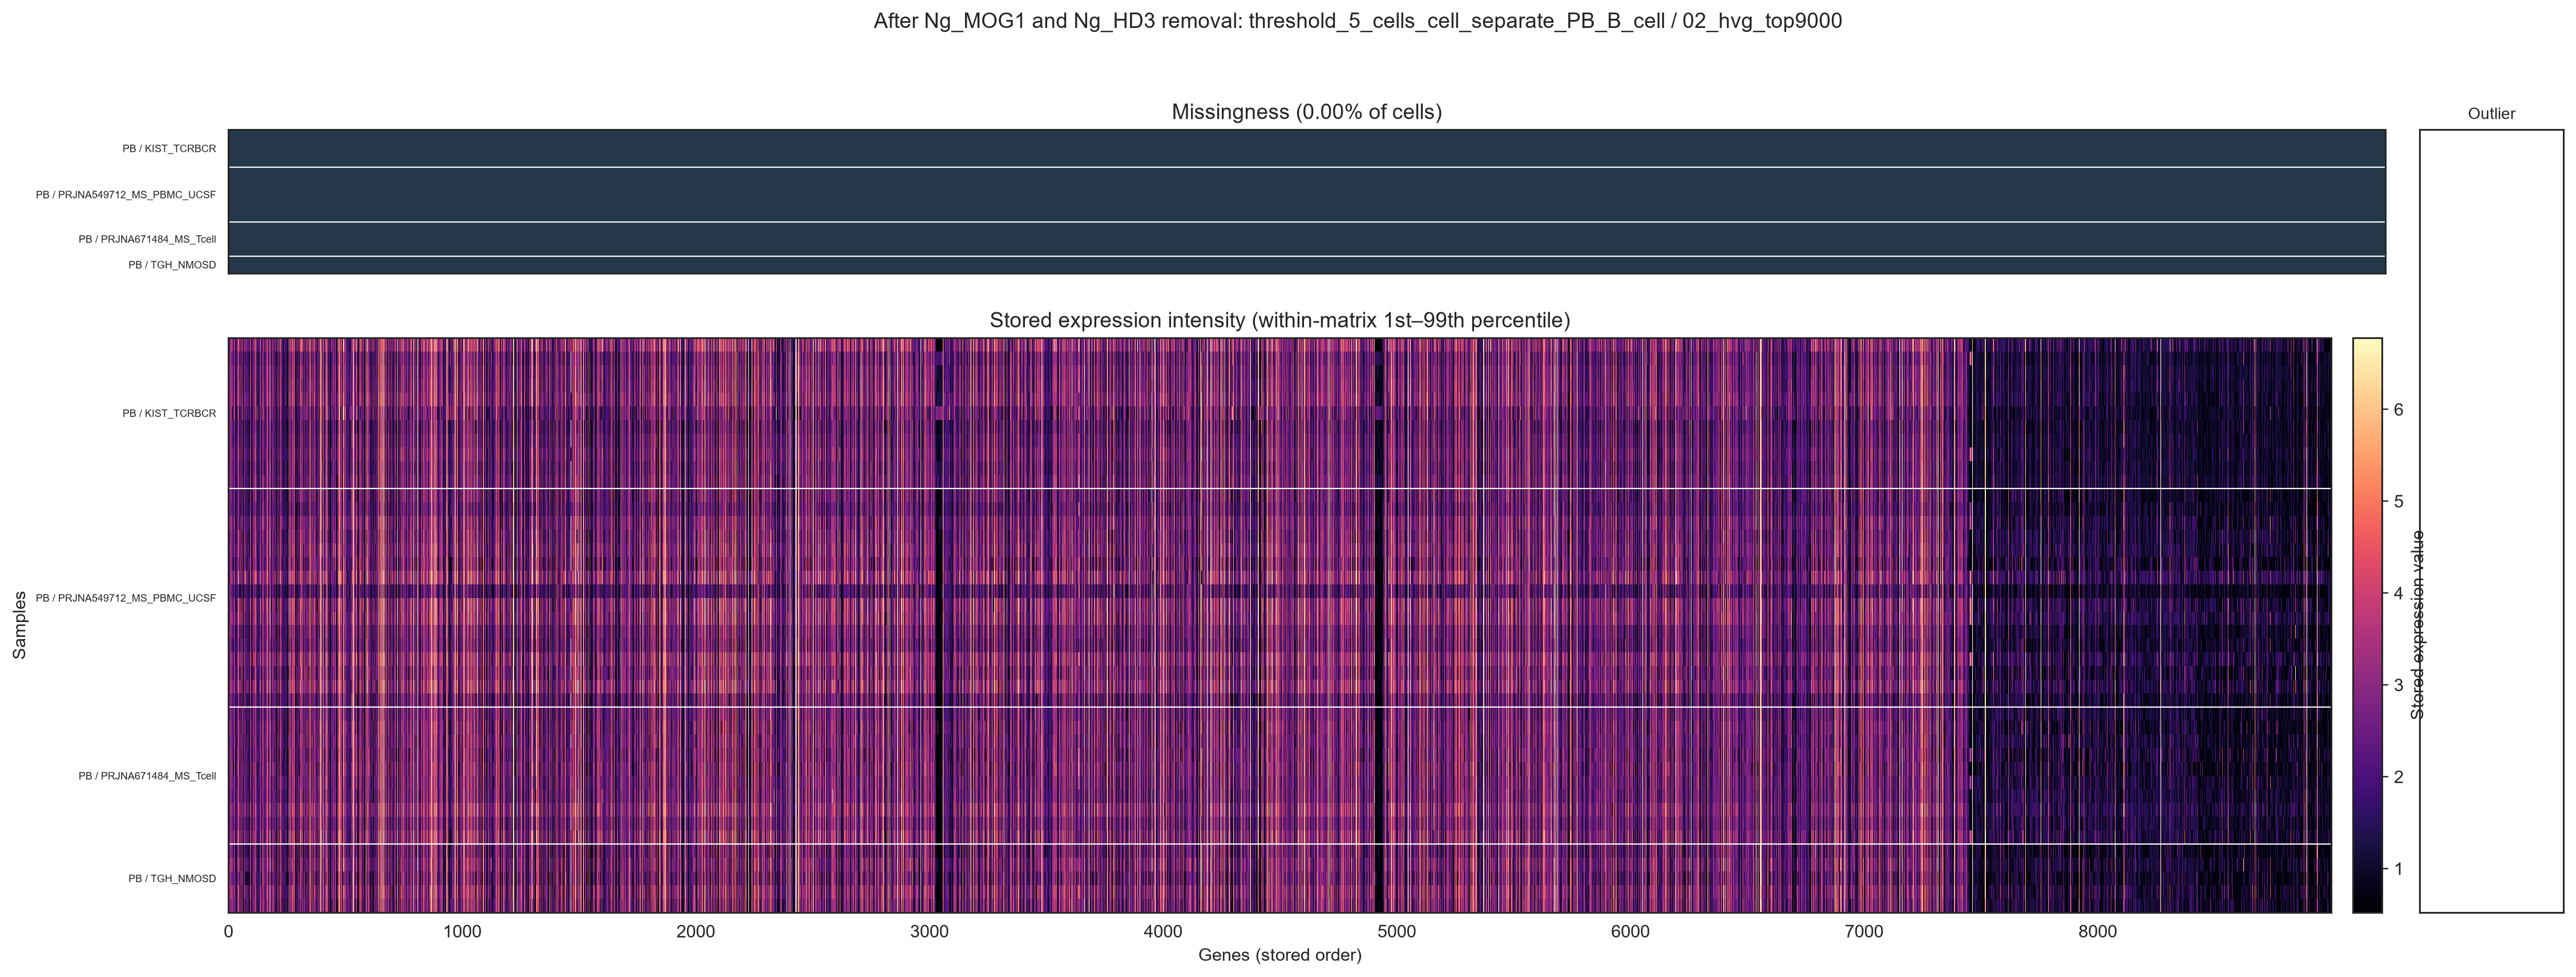 After Ng_MOG1 and Ng_HD3 removal: threshold_5_cells_cell_separate_PB_B_cell / 02_hvg_top9000
Missingness (0.00% of cells)
Outlier
PB / KIST_TCRBCR
PB / PRJNA549712_MS_PBMC_UCSF
PB / PRJNA671484_MS_Tcell
PB / TGH_NMOSD
Stored expression intensity (within-matrix 1st–99th percentile)
Samples
PB / KIST_TCRBCR
PB / PRJNA549712_MS_PBMC_UCSF
PB / PRJNA671484_MS_Tcell
PB / TGH_NMOSD
6
5
4
3
2
1
Stored expression value
0 1000 2000 3000 4000 5000 6000 7000 8000
Genes (stored order)